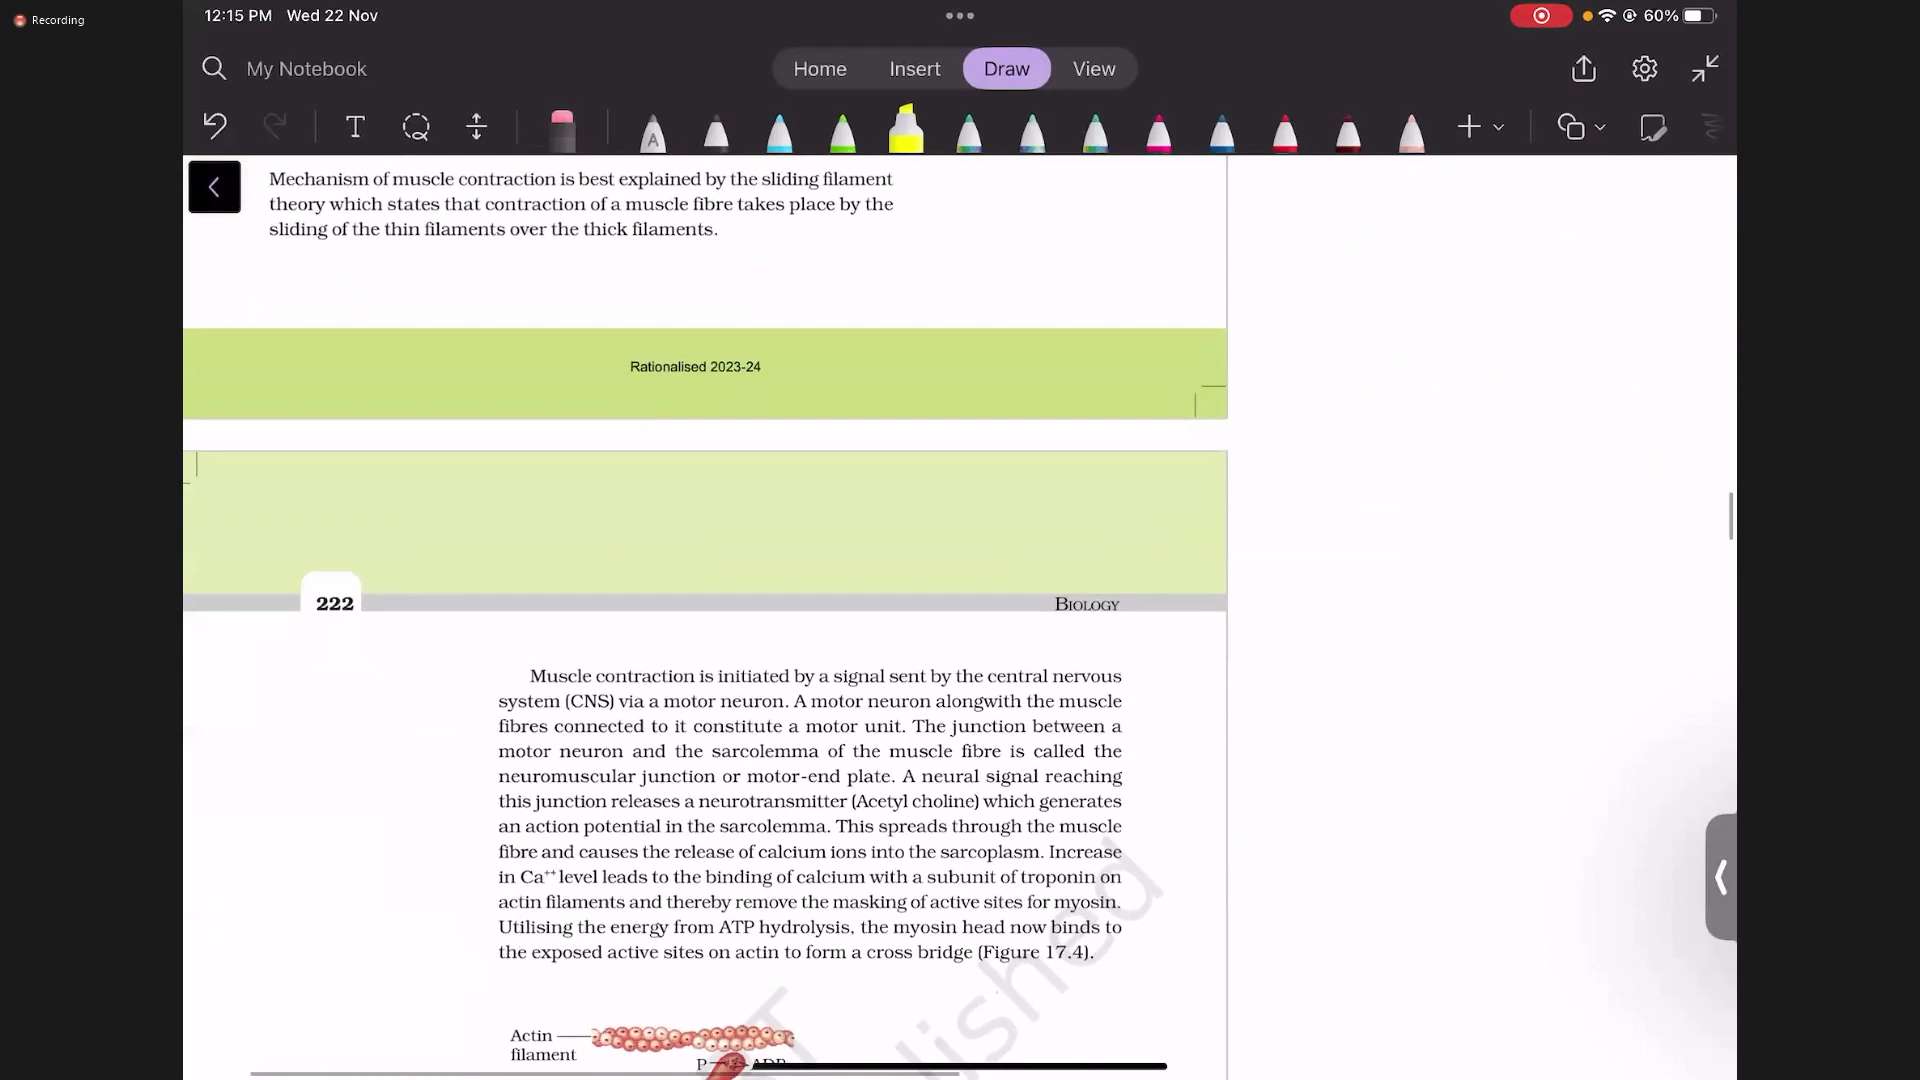 Recording
12:15 PM Wed 22 Nov
60%
My Notebook
Home Insert Draw View
T
A
Mechanism of muscle contraction is best explained by the sliding filament
theory which states that contraction of a muscle fibre takes place by the
sliding of the thin filaments over the thick filaments.
Rationalised 2023-24
222
BIOLOGY
Muscle contraction is initiated by a signal sent by the central nervous
system (CNS) via a motor neuron. A motor neuron alongwith the muscle
fibres connected to it constitute a motor unit. The junction between a
motor neuron and the sarcolemma of the muscle fibre is called the
neuromuscular junction or motor-end plate. A neural signal reaching
this junction releases a neurotransmitter (Acetyl choline) which generates
an action potential in the sarcolemma. This spreads through the muscle
fibre and causes the release of calcium ions into the sarcoplasm. Increase
in Ca⁺⁺ level leads to the binding of calcium with a subunit of troponin on
actin filaments and thereby remove the masking of active sites for myosin.
Utilising the energy from ATP hydrolysis, the myosin head now binds to
the exposed active sites on actin to form a cross bridge (Figure 17.4).
Actin
filament
P ADP